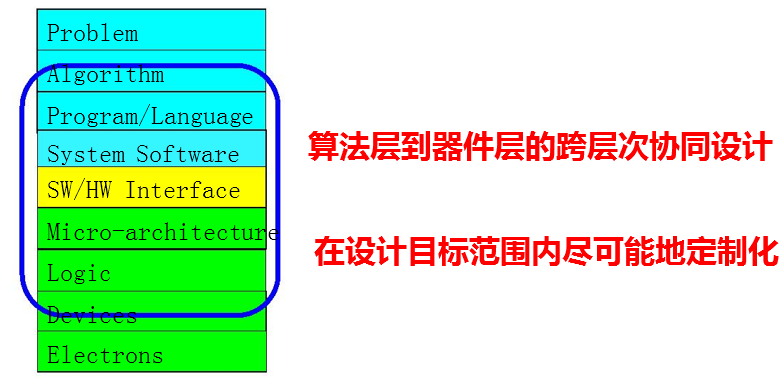 Problem
Algorithm
Program/Language
System Software
SW/HW Interface
Micro-architecture
Logic
Devices
Electrons
算法层到器件层的跨层次协同设计
在设计目标范围内尽可能地定制化